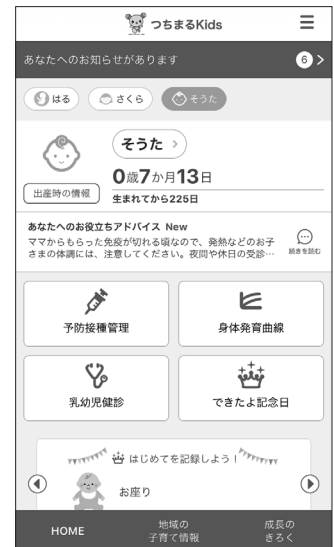 つちまるKids
あなたへのお知らせがあります
6
はる
さくら
そうた
そうた
0歳7か月13日
出産時の情報
生まれてから225日
あなたへのお役立ちアドバイス New
ママからもらった免疫が切れる頃なので、発熱などのお子
さまの体調には、注意してください。夜間や休日の受診…
続きを読む
予防接種管理
身体発育曲線
乳幼児健診
できたよ記念日
はじめてを記録しよう！
お座り
HOME
地域の
子育て情報
成長の
きろく